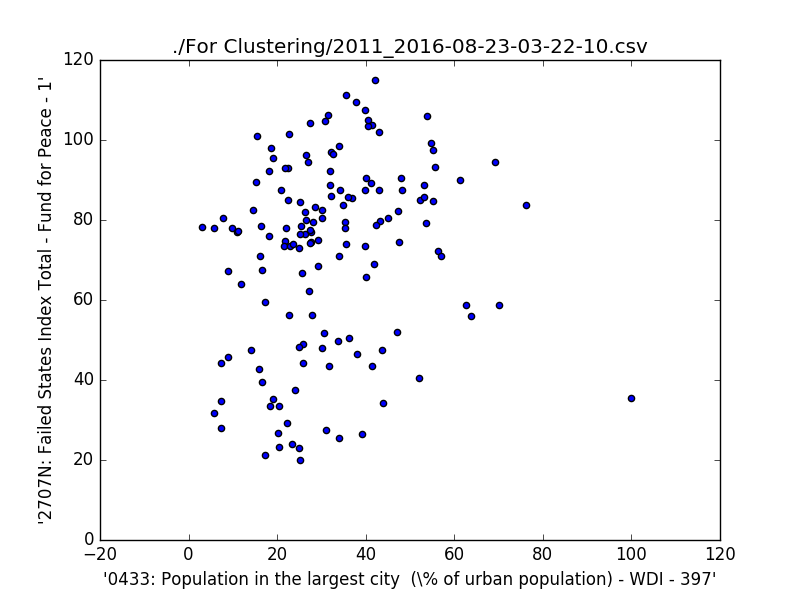 ./For Clustering/2011_2016-08-23-03-22-10.csv
120
100
80
60
40
20
0
'2707N: Failed States Index Total - Fund for Peace - 1'
−20 0 20 40 60 80 100 120
'0433: Population in the largest city  (\% of urban population) - WDI - 397'